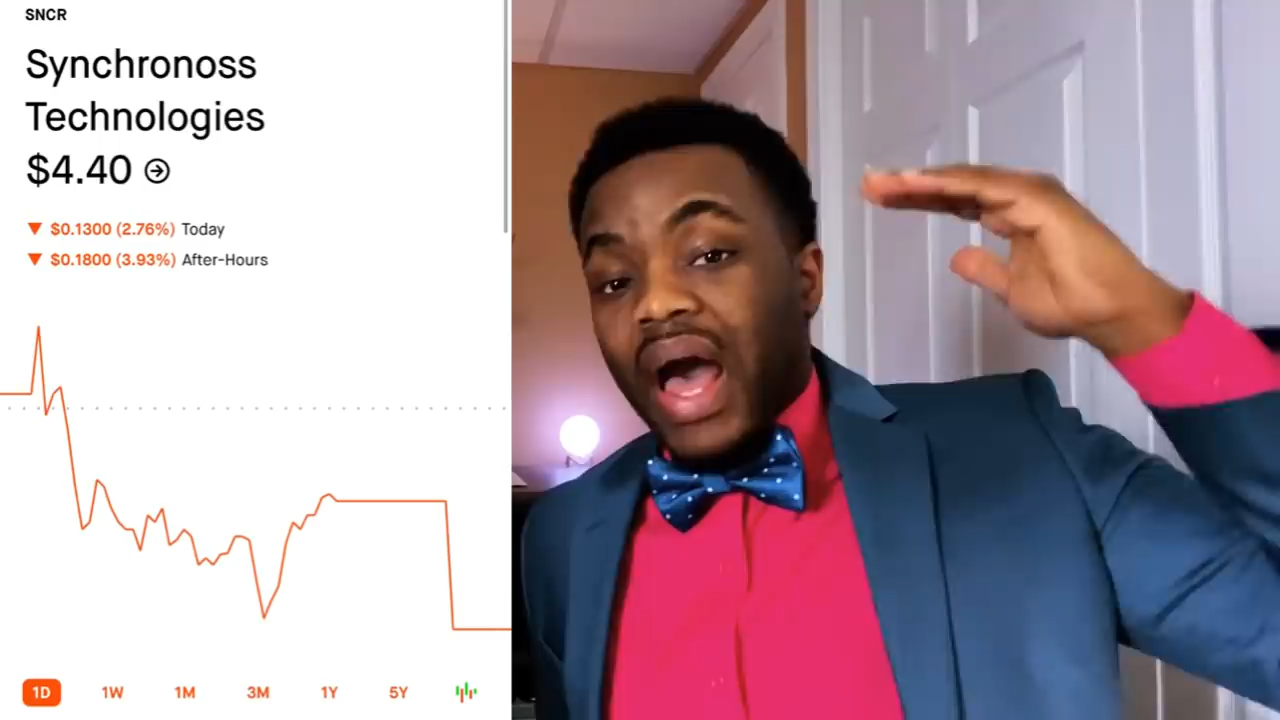 SNCR
Synchronoss
Technologies
$4.40
▼ $0.1300 (2.76%) Today
▼ $0.1800 (3.93%) After-Hours
1D 1W 1M 3M 1Y 5Y